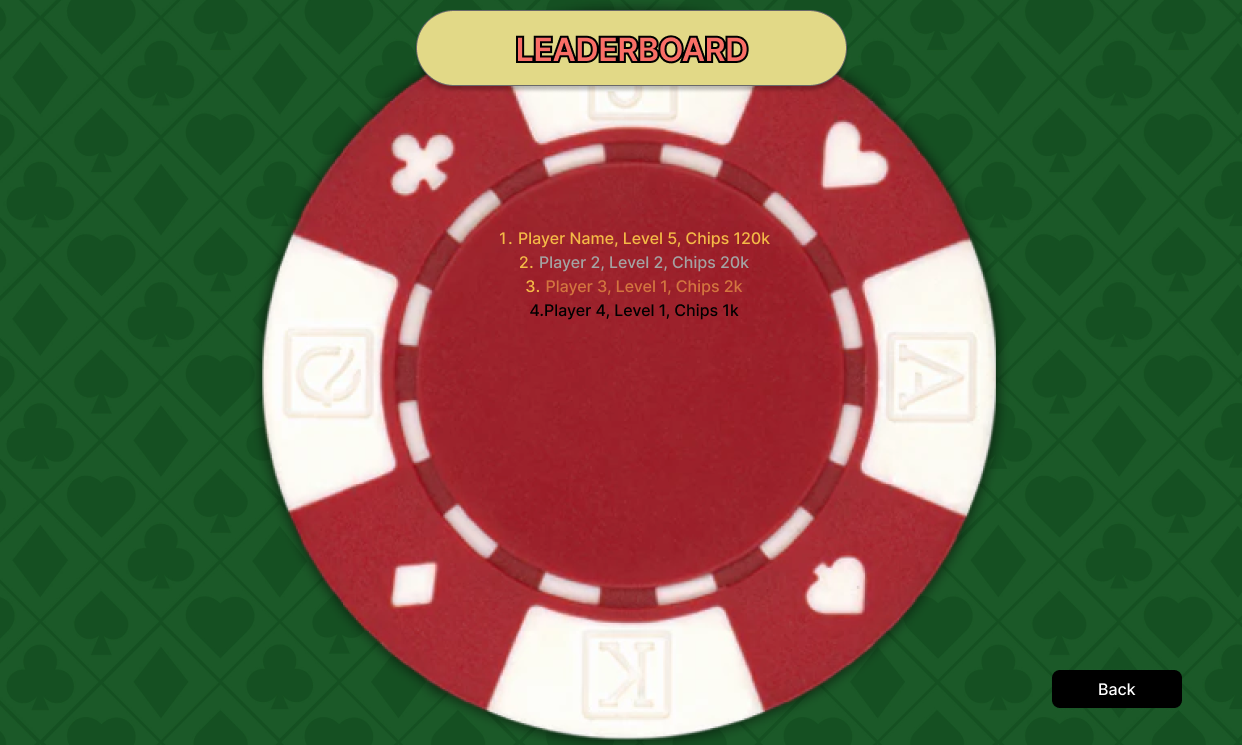 LEADERBOARD
J
1. Player Name, Level 5, Chips 120k
2. Player 2, Level 2, Chips 20k
3. Player 3, Level 1, Chips 2k
4.Player 4, Level 1, Chips 1k
Q
A
K
Back